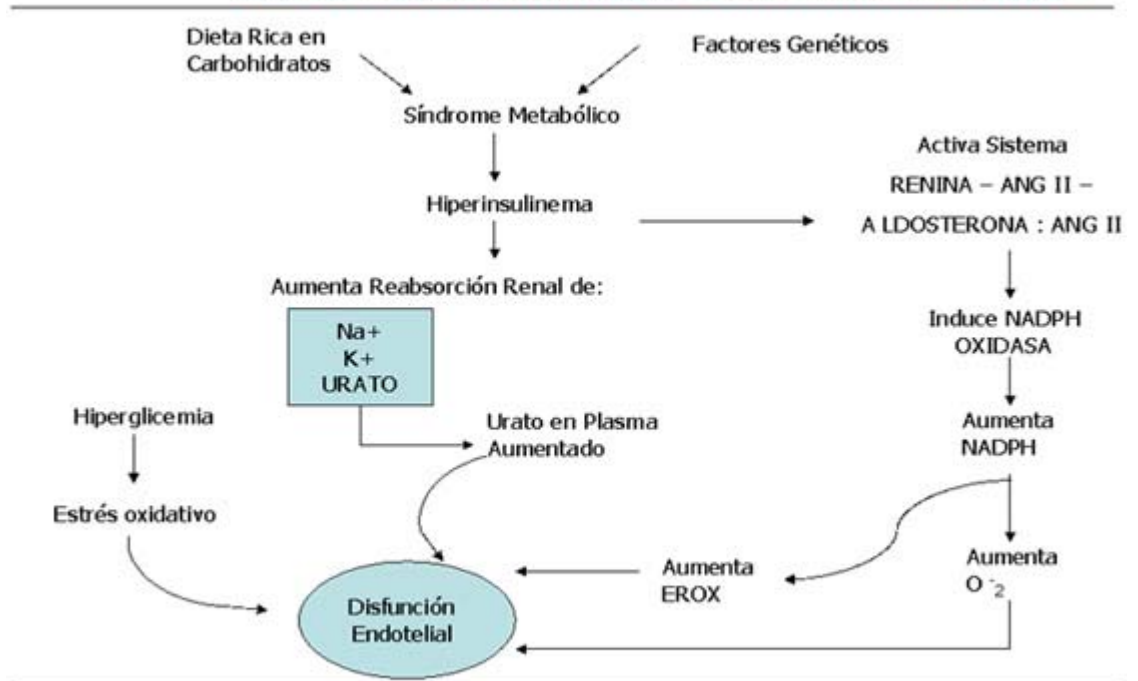 Dieta Rica en
Carbohidratos
Factores Genéticos
Síndrome Metabólico
Activa Sistema
RENINA – ANG II –
A LDOSTERONA : ANG II
Hiperinsulinema
Aumenta Reabsorción Renal de:
Na+
K+
URATO
Induce NADPH
OXIDASA
Hiperglicemia
Urato en Plasma
Aumentado
Aumenta
NADPH
Estrés oxidativo
Aumenta
EROX
Aumenta
O⁻₂
Disfunción
Endotelial